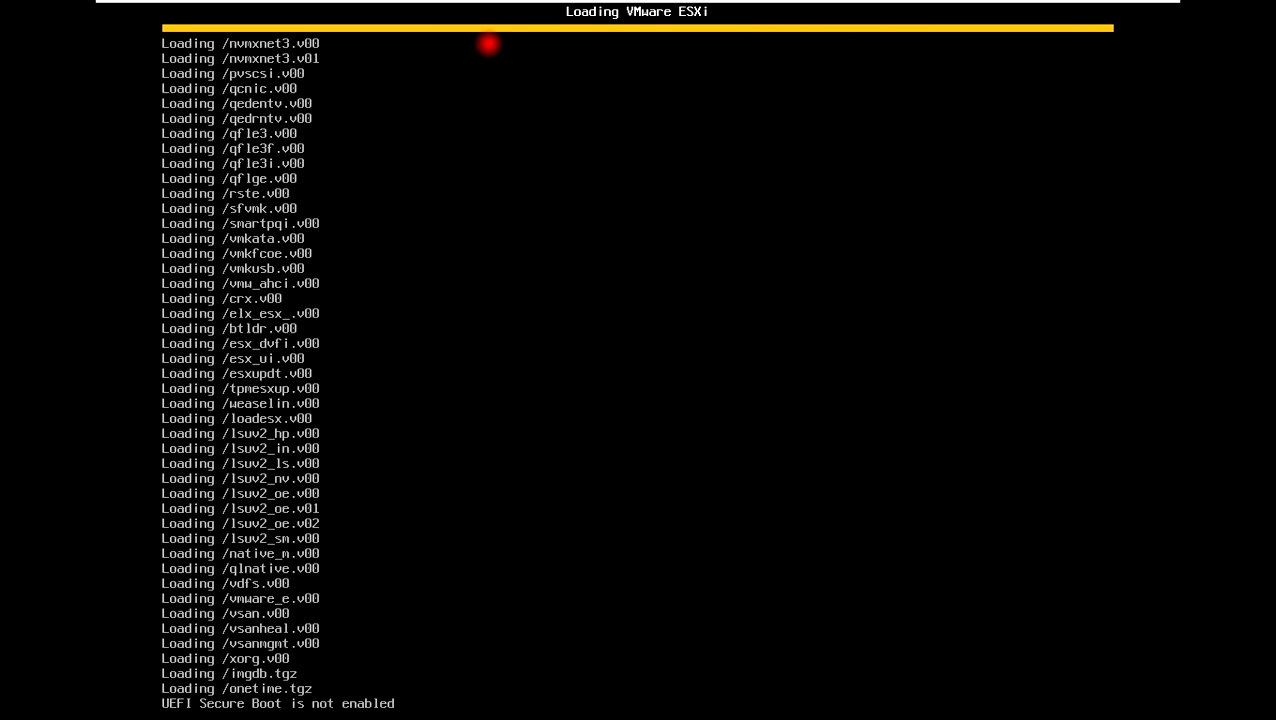 Loading VMware ESXi
Loading /nvmxnet3.v00
Loading /nvmxnet3.v01
Loading /pvscsi.v00
Loading /qcnic.v00
Loading /qedentv.v00
Loading /qedrntv.v00
Loading /qfle3.v00
Loading /qfle3f.v00
Loading /qfle3i.v00
Loading /qflge.v00
Loading /rste.v00
Loading /sfvmk.v00
Loading /smartpqi.v00
Loading /vmkata.v00
Loading /vmkfcoe.v00
Loading /vmkusb.v00
Loading /vmw_ahci.v00
Loading /crx.v00
Loading /elx_esx_.v00
Loading /btldr.v00
Loading /esx_dvfi.v00
Loading /esx_ui.v00
Loading /esxupdt.v00
Loading /tpmesxup.v00
Loading /weaselin.v00
Loading /loadesx.v00
Loading /lsuv2_hp.v00
Loading /lsuv2_in.v00
Loading /lsuv2_ls.v00
Loading /lsuv2_nv.v00
Loading /lsuv2_oe.v00
Loading /lsuv2_oe.v01
Loading /lsuv2_oe.v02
Loading /lsuv2_sm.v00
Loading /native_m.v00
Loading /qlnative.v00
Loading /vdfs.v00
Loading /vmware_e.v00
Loading /vsan.v00
Loading /vsanheal.v00
Loading /vsanmgmt.v00
Loading /xorg.v00
Loading /imgdb.tgz
Loading /onetime.tgz
UEFI Secure Boot is not enabled